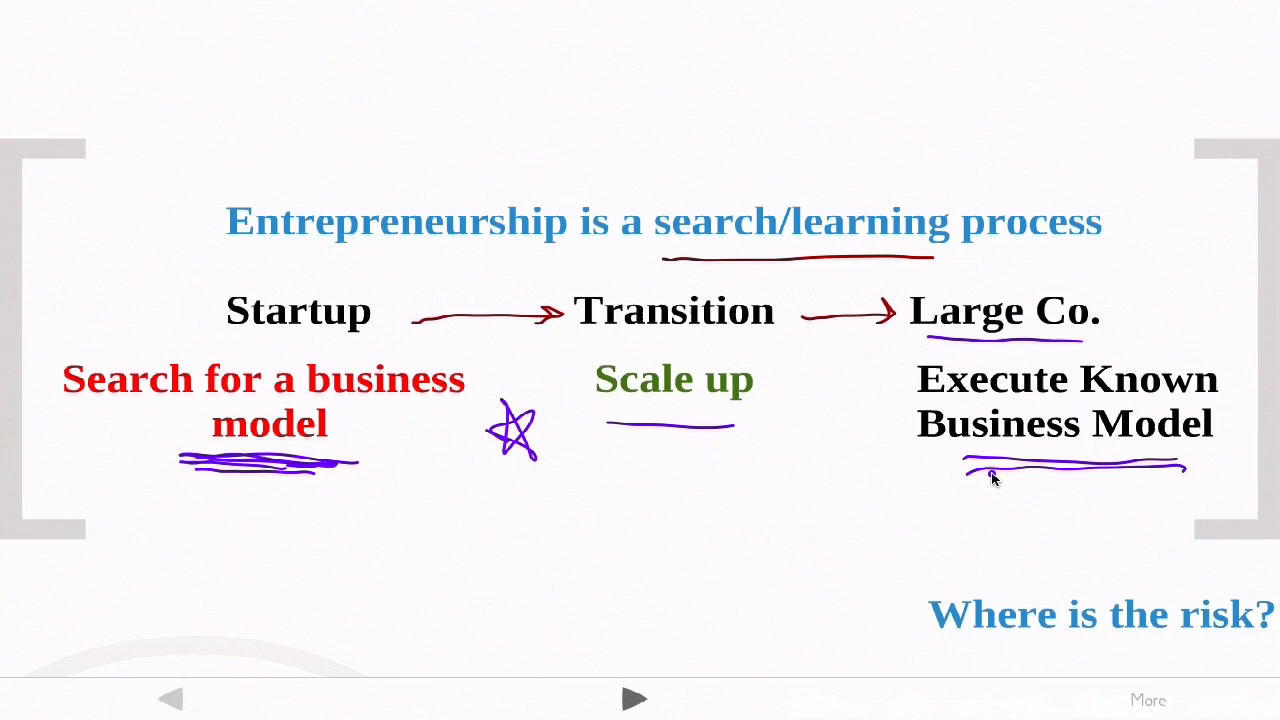 Entrepreneurship is a search/learning process
Startup Transition Large Co.
Search for a business Scale up Execute Known
model Business Model
Where is the risk?
More